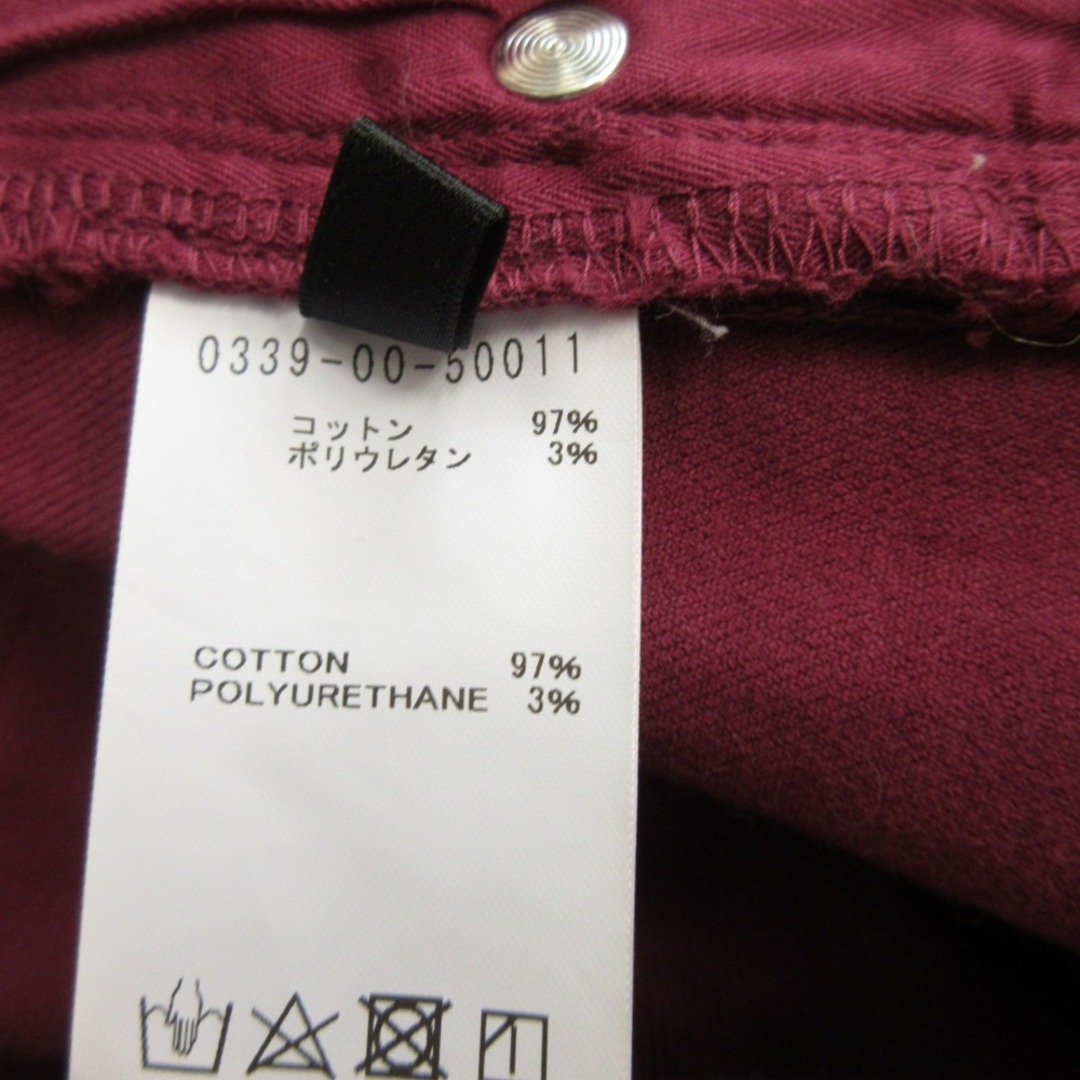 0339-00-50011
コットン 97%
ポリウレタン 3%
COTTON 97%
POLYURETHANE 3%